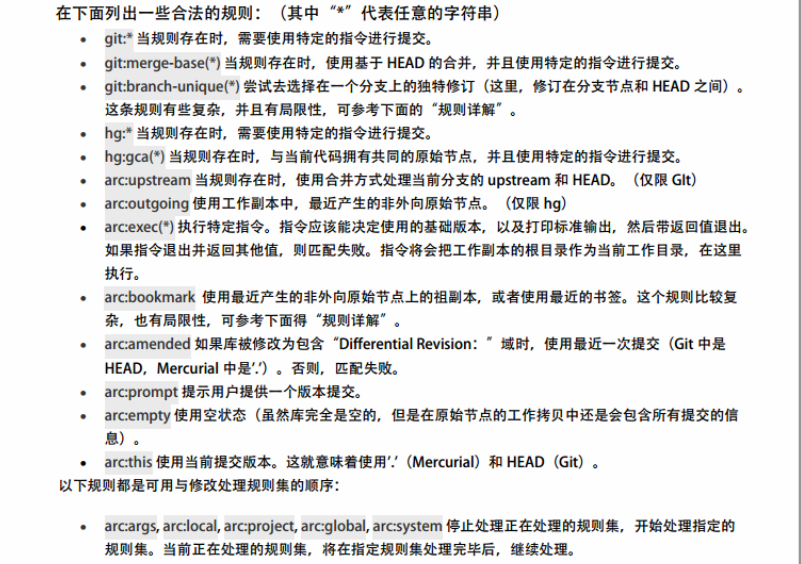 在下面列出一些合法的规则：（其中“*”代表任意的字符串）
• git:* 当规则存在时，需要使用特定的指令进行提交。
• git:merge-base(*) 当规则存在时，使用基于 HEAD 的合并，并且使用特定的指令进行提交。
• git:branch-unique(*) 尝试去选择在一个分支上的独特修订（这里，修订在分支节点和 HEAD 之间）。
这条规则有些复杂，并且有局限性，可参考下面的“规则详解”。
• hg:* 当规则存在时，需要使用特定的指令进行提交。
• hg:gca(*) 当规则存在时，与当前代码拥有共同的原始节点，并且使用特定的指令进行提交。
• arc:upstream 当规则存在时，使用合并方式处理当前分支的 upstream 和 HEAD。（仅限 GIt）
• arc:outgoing 使用工作副本中，最近产生的非外向原始节点。（仅限 hg）
• arc:exec(*) 执行特定指令。指令应该能决定使用的基础版本，以及打印标准输出，然后带返回值退出。
如果指令退出并返回其他值，则匹配失败。指令将会把工作副本的根目录作为当前工作目录，在这里
执行。
• arc:bookmark 使用最近产生的非外向原始节点上的祖副本，或者使用最近的书签。这个规则比较复
杂，也有局限性，可参考下面得“规则详解”。
• arc:amended 如果库被修改为包含“Differential Revision：”域时，使用最近一次提交（Git 中是
HEAD，Mercurial 中是’.’）。否则，匹配失败。
• arc:prompt 提示用户提供一个版本提交。
• arc:empty 使用空状态（虽然库完全是空的，但是在原始节点的工作拷贝中还是会包含所有提交的信
息）。
• arc:this 使用当前提交版本。这就意味着使用’.’（Mercurial）和 HEAD（Git）。
以下规则都是可用与修改处理规则集的顺序：
• arc:args, arc:local, arc:project, arc:global, arc:system 停止处理正在处理的规则集，开始处理指定的
规则集。当前正在处理的规则集，将在指定规则集处理完毕后，继续处理。